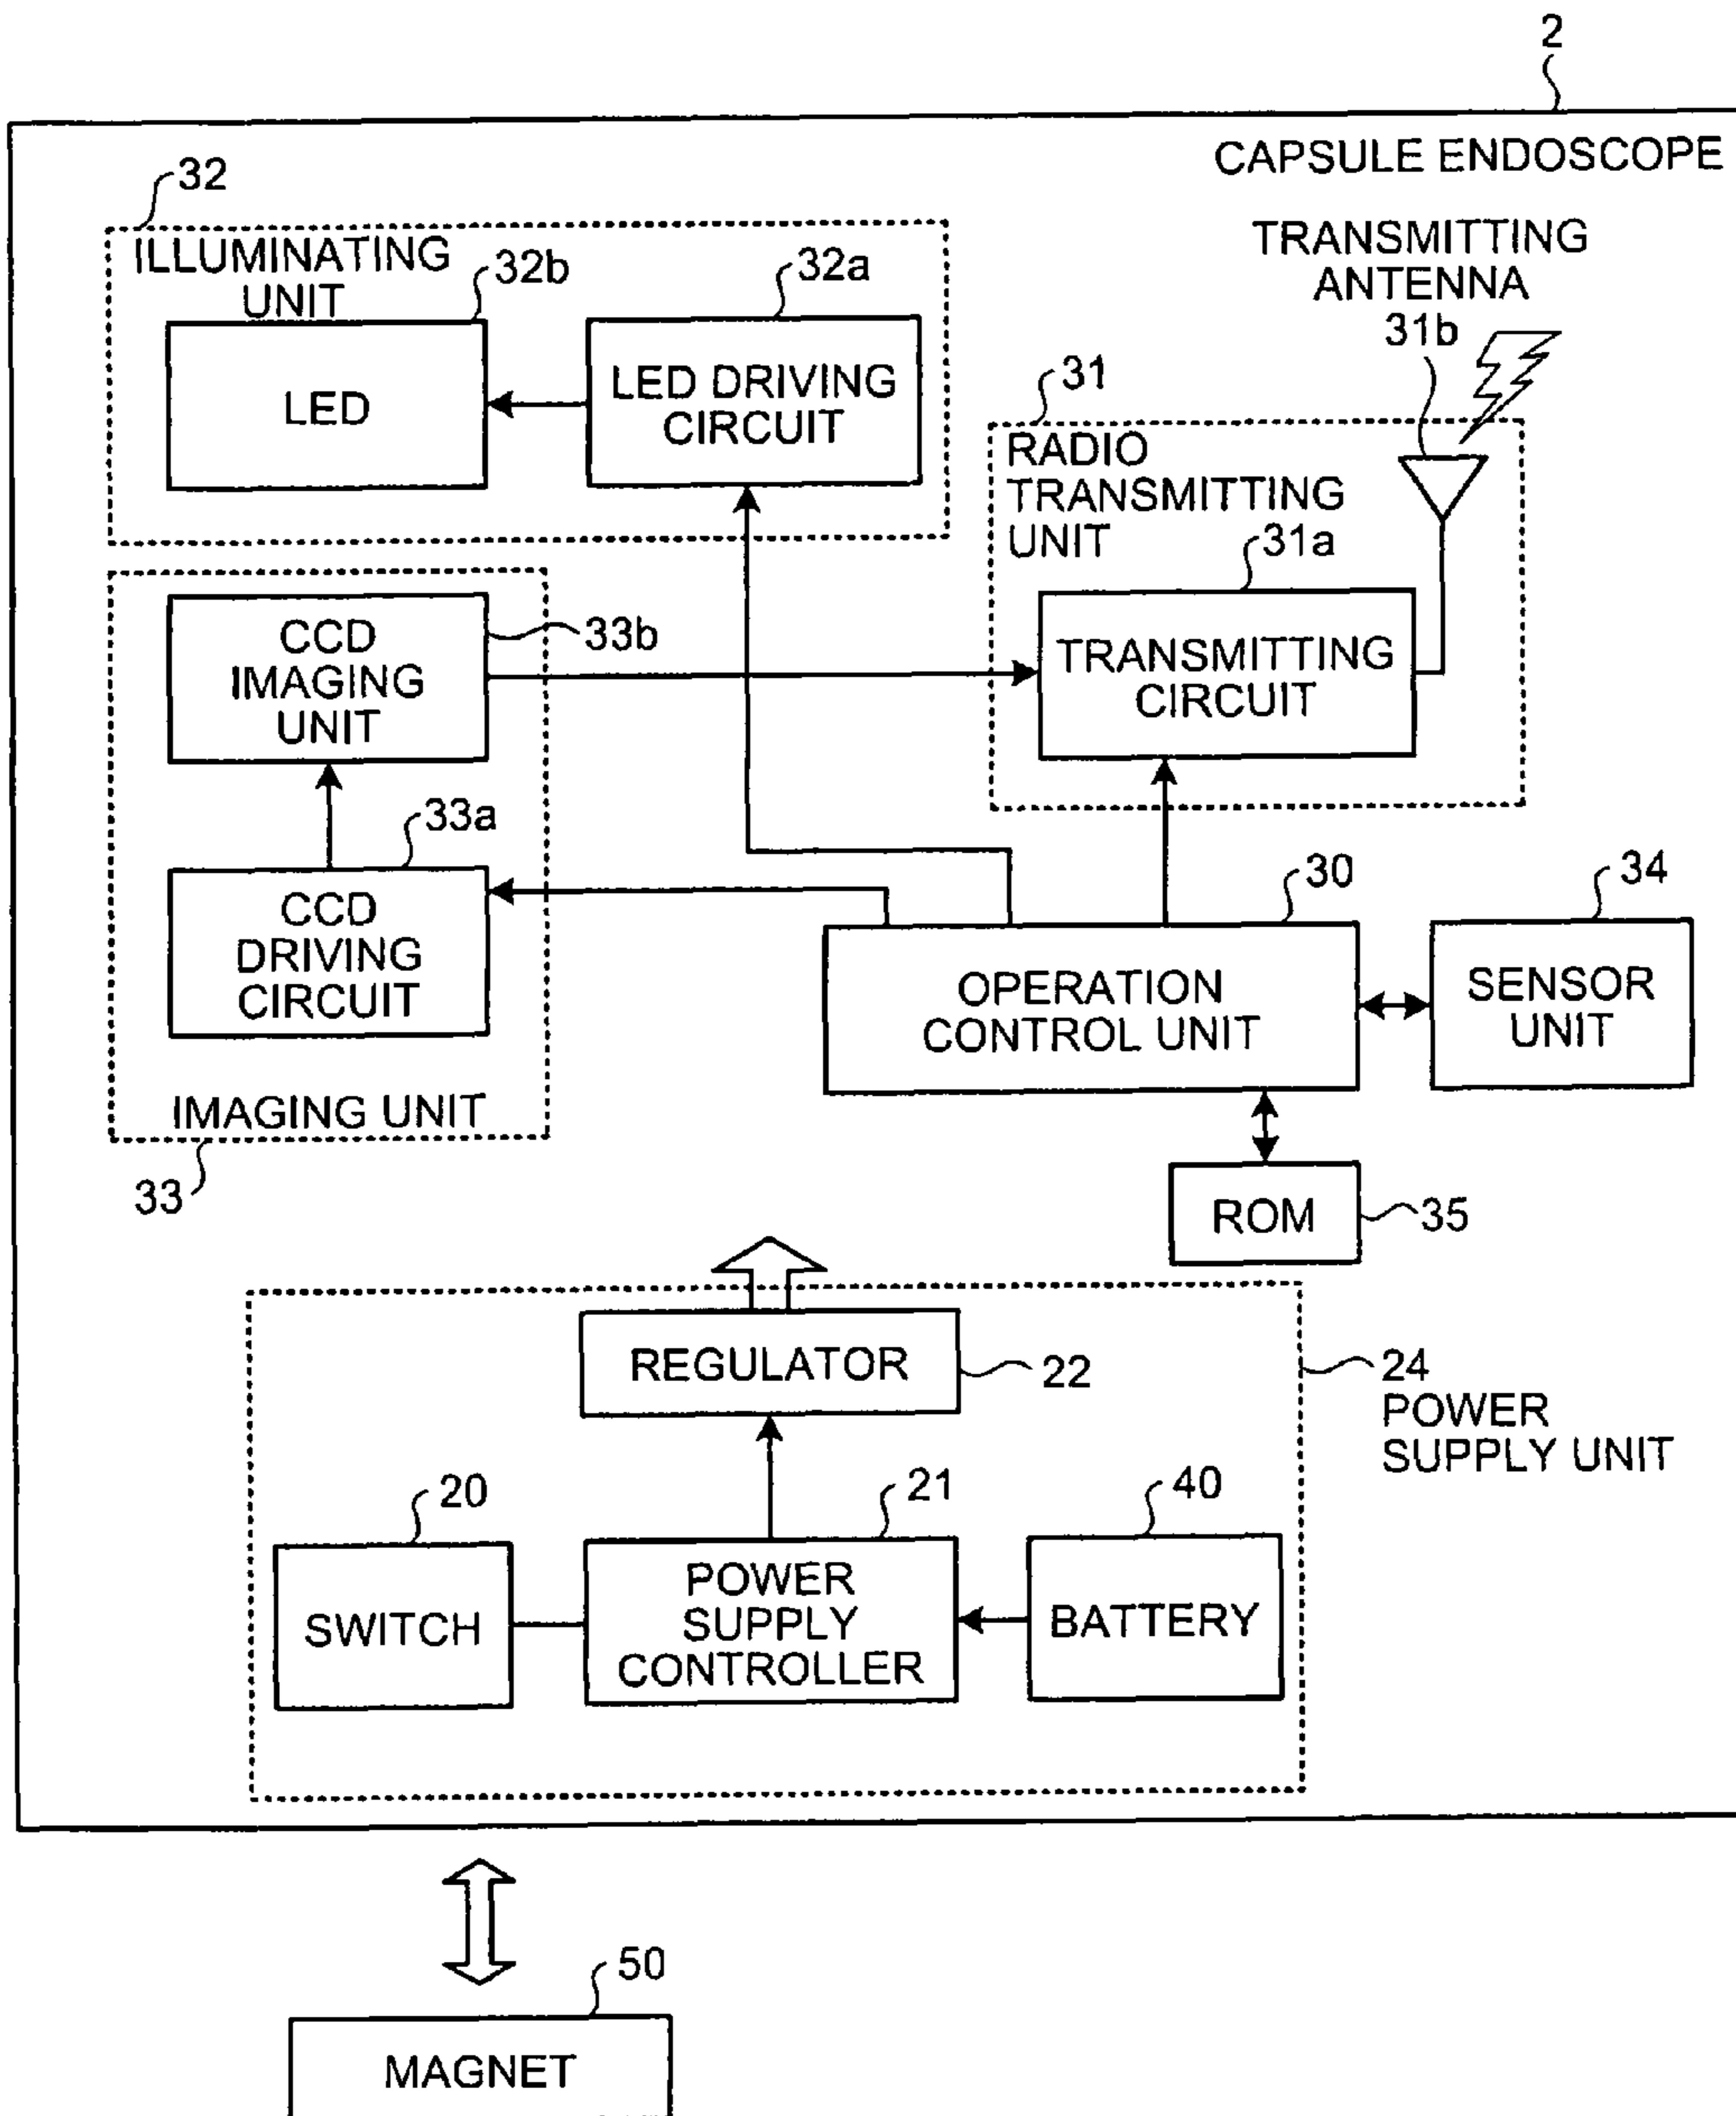 2
CAPSULE ENDOSCOPE
32
ILLUMINATING
UNIT
32b
32a
LED
LED DRIVING
CIRCUIT
TRANSMITTING
ANTENNA
31b
31
RADIO
TRANSMITTING
UNIT
31a
TRANSMITTING
CIRCUIT
CCD
IMAGING
UNIT
33b
33a
CCD
DRIVING
CIRCUIT
IMAGING UNIT
33
30
OPERATION
CONTROL UNIT
34
SENSOR
UNIT
ROM
35
REGULATOR
22
24
POWER
SUPPLY UNIT
20
SWITCH
21
POWER
SUPPLY
CONTROLLER
40
BATTERY
50
MAGNET